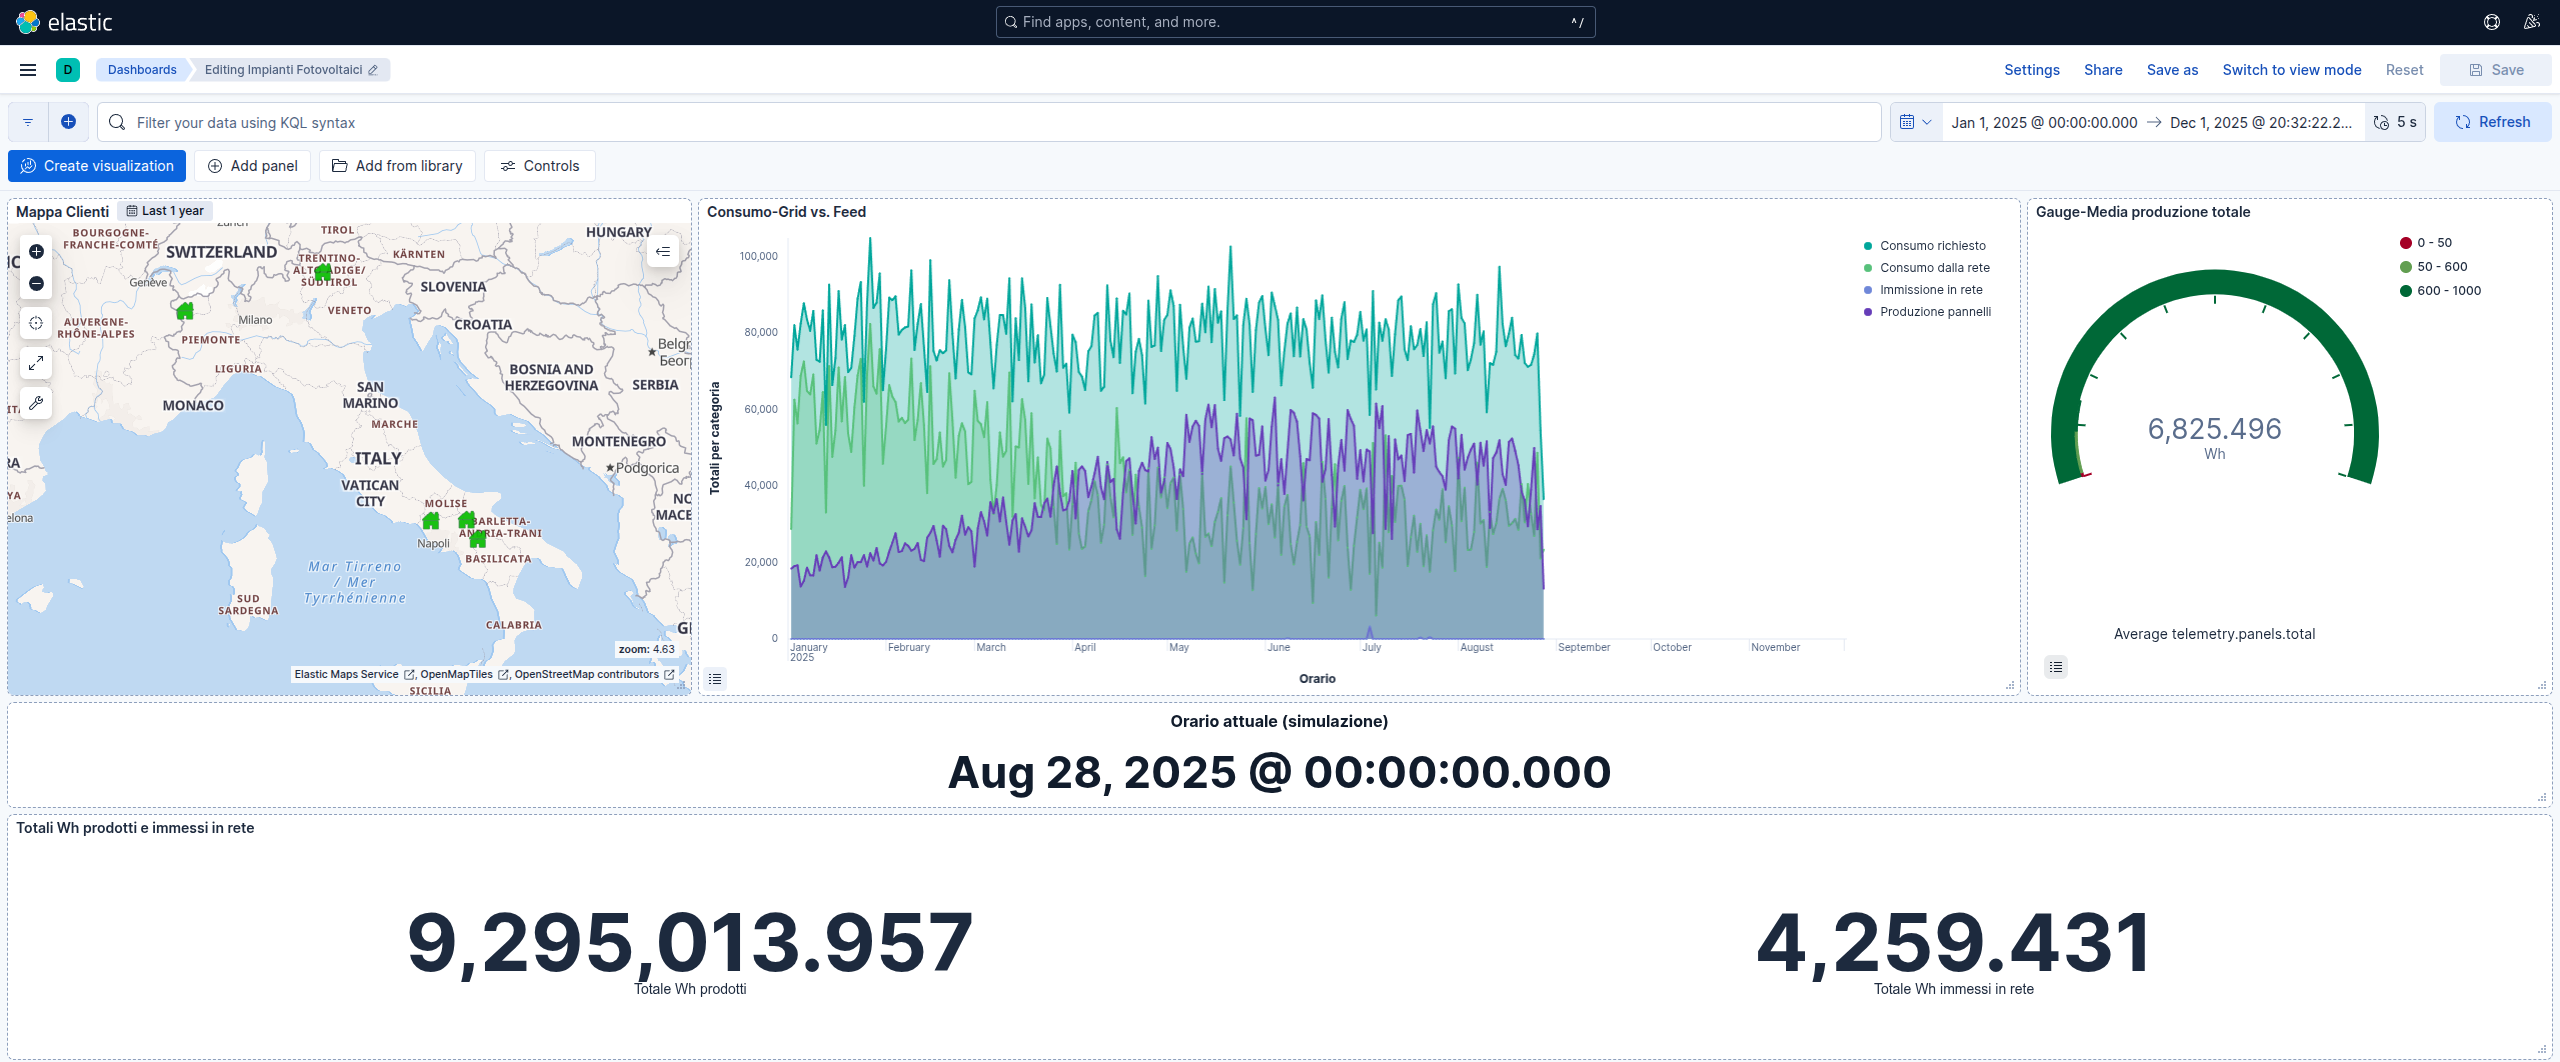 elastic
Find apps, content, and more.
^/
D
Dashboards
Editing Impianti Fotovoltaici
Settings
Share
Save as
Switch to view mode
Reset
Save
Filter your data using KQL syntax
Jan 1, 2025 @ 00:00:00.000 → Dec 1, 2025 @ 20:32:22.2...
5 s
Refresh
Create visualization
Add panel
Add from library
Controls
Mappa Clienti
Last 1 year
BOURGOGNE-
FRANCHE-COMTÉ
SWITZERLAND
TIROL
HUNGARY
KÄRNTEN
TRENTINO-
ALTO ADIGE/
SÜDTIROL
Genève
SLOVENIA
VENETO
Milano
CROATIA
AUVERGNE-
RHÔNE-ALPES
PIEMONTE
Belgr
Беог
LIGURIA
BOSNIA AND
HERZEGOVINA
SERBIA
SAN
MARINO
MONACO
MARCHE
MONTENEGRO
ITALY
Podgorica
VATICAN
CITY
MOLISE
NO
MACE
elona
BARLETTA-
ANDRIA-TRANI
Napoli
BASILICATA
Mar Tirreno
/ Mer
Tyrrhénienne
SUD
SARDEGNA
CALABRIA
zoom: 4.63
Elastic Maps Service , OpenMapTiles , OpenStreetMap contributors
SICILIA
Consumo-Grid vs. Feed
100,000
80,000
60,000
40,000
20,000
0
Totali per categoria
January
2025
February
March
April
May
June
July
August
September
October
November
Orario
Consumo richiesto
Consumo dalla rete
Immissione in rete
Produzione pannelli
Gauge-Media produzione totale
0 - 50
50 - 600
600 - 1000
6,825.496
Wh
Average telemetry.panels.total
Orario attuale (simulazione)
Aug 28, 2025 @ 00:00:00.000
Totali Wh prodotti e immessi in rete
9,295,013.957
Totale Wh prodotti
4,259.431
Totale Wh immessi in rete